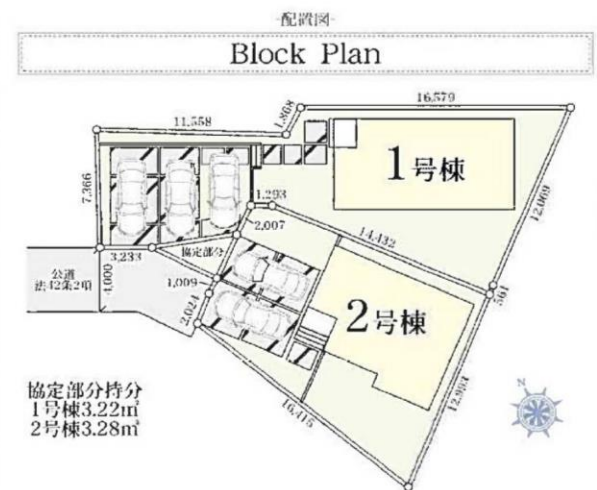 -配置図-
Block Plan
16,579
1,868
11,558
7,366
1号棟
12,069
1,293
2,007
14,432
協定部分
3,233
公道
法42条2項
4,000
1,009
2,024
561
2号棟
12,983
16,415
協定部分持分
1号棟3.22㎡
2号棟3.28㎡
N